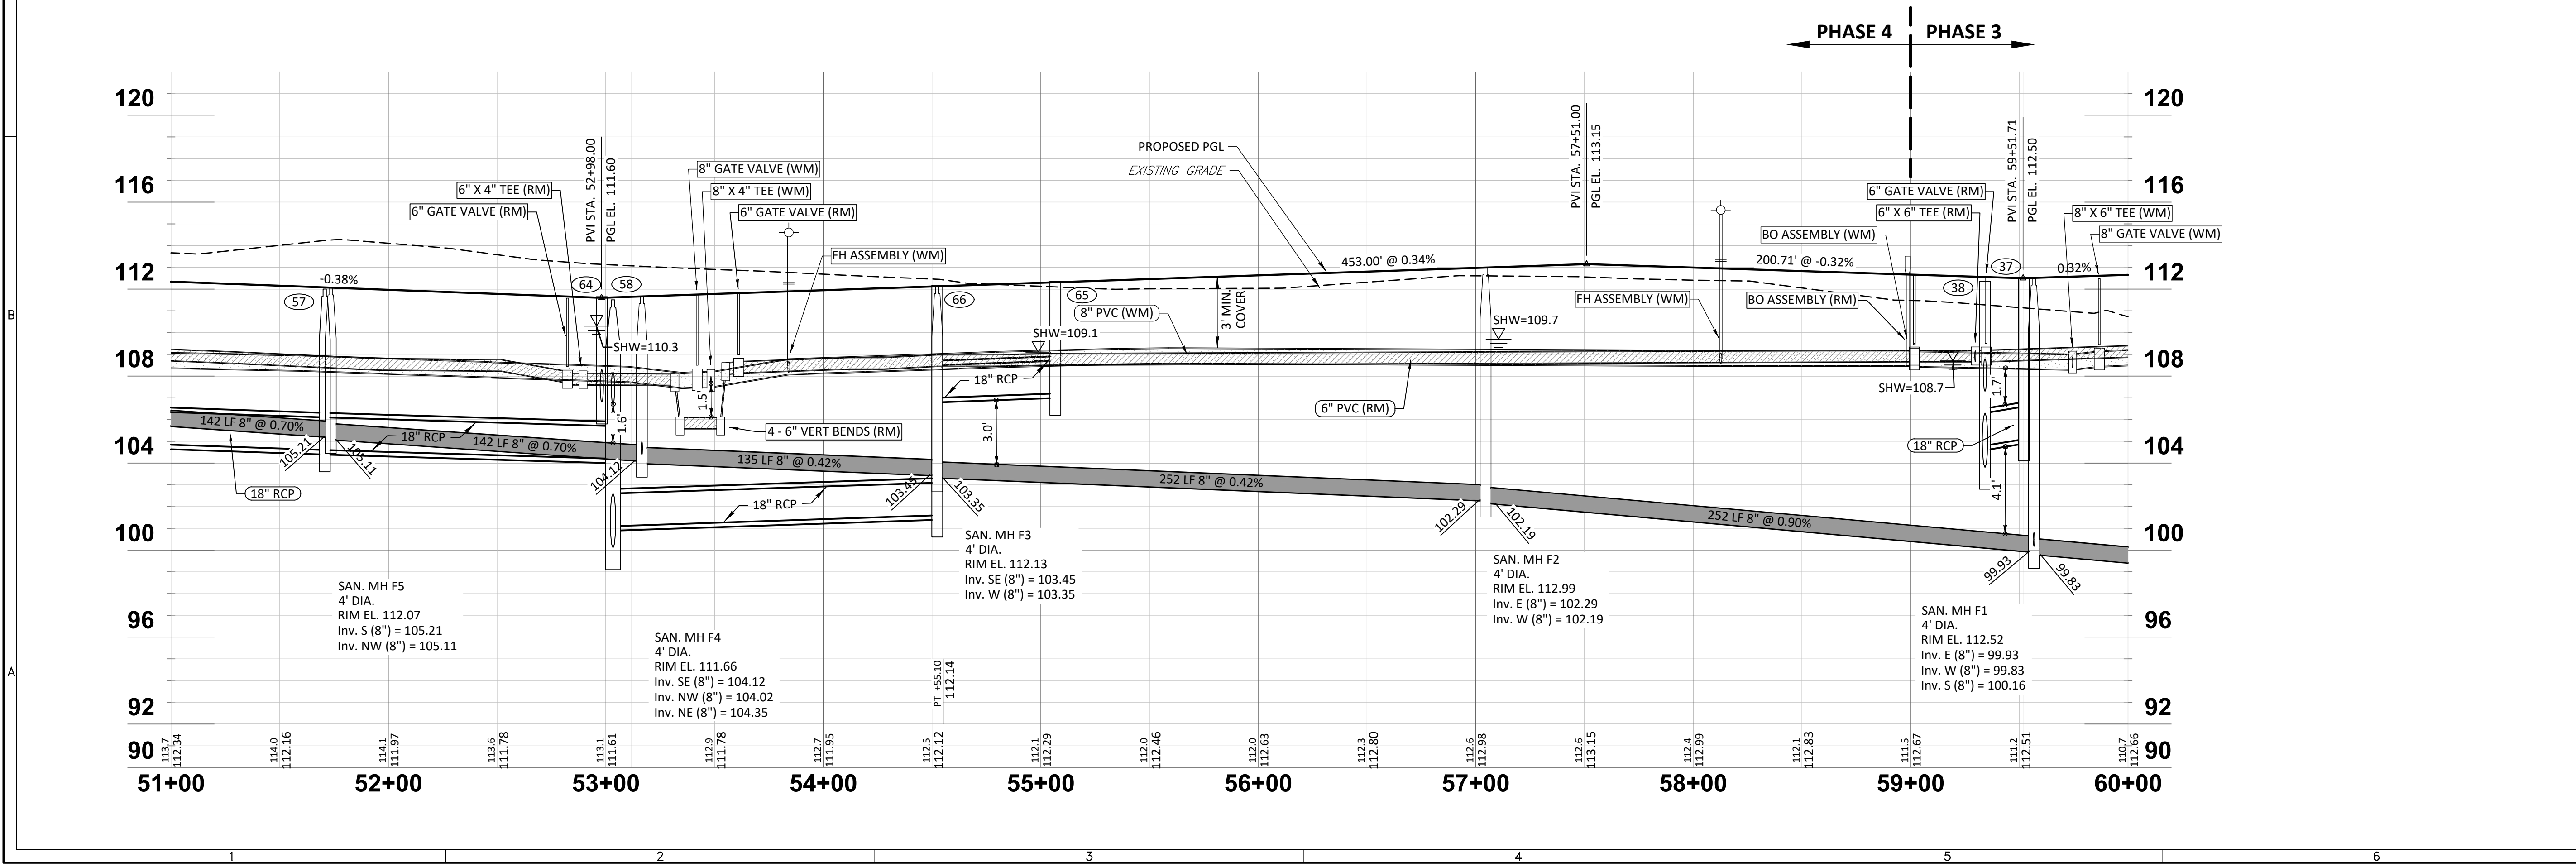 PHASE 4
PHASE 3
120
116
112
108
104
100
96
92
90
120
116
112
108
104
100
96
92
90
B
A
-0.38%
57
6" X 4" TEE (RM)
6" GATE VALVE (RM)
PVI STA. 52+98.00
PGL EL. 111.60
64
58
8" GATE VALVE (WM)
8" X 4" TEE (WM)
6" GATE VALVE (RM)
FH ASSEMBLY (WM)
SHW=110.3
66
65
PROPOSED PGL
EXISTING GRADE
8" PVC (WM)
3' MIN.
COVER
SHW=109.1
453.00' @ 0.34%
SHW=109.7
PVI STA. 57+51.00
PGL EL. 113.15
200.71' @ -0.32%
FH ASSEMBLY (WM)
BO ASSEMBLY (WM)
BO ASSEMBLY (RM)
6" GATE VALVE (RM)
6" X 6" TEE (RM)
PVI STA. 59+51.71
PGL EL. 112.50
37
38
0.32%
8" X 6" TEE (WM)
8" GATE VALVE (WM)
SHW=108.7
1.7'
18" RCP
4.1'
142 LF 8" @ 0.70%
18" RCP
105.21
105.11
18" RCP
142 LF 8" @ 0.70%
1.6'
104.12
1.5'
4 - 6" VERT BENDS (RM)
135 LF 8" @ 0.42%
18" RCP
103.45
103.35
18" RCP
3.0'
6" PVC (RM)
252 LF 8" @ 0.42%
102.29
102.19
252 LF 8" @ 0.90%
99.93
99.83
SAN. MH F5
4' DIA.
RIM EL. 112.07
Inv. S (8") = 105.21
Inv. NW (8") = 105.11
SAN. MH F4
4' DIA.
RIM EL. 111.66
Inv. SE (8") = 104.12
Inv. NW (8") = 104.02
Inv. NE (8") = 104.35
SAN. MH F3
4' DIA.
RIM EL. 112.13
Inv. SE (8") = 103.45
Inv. W (8") = 103.35
SAN. MH F2
4' DIA.
RIM EL. 112.99
Inv. E (8") = 102.29
Inv. W (8") = 102.19
SAN. MH F1
4' DIA.
RIM EL. 112.52
Inv. E (8") = 99.93
Inv. W (8") = 99.83
Inv. S (8") = 100.16
PT +55.10
112.14
113.7
112.34
114.0
112.16
114.1
111.97
113.6
111.78
113.1
111.61
112.9
111.78
112.7
111.95
112.5
112.12
112.1
112.29
112.0
112.46
112.0
112.63
112.3
112.80
112.6
112.98
112.6
113.15
112.4
112.99
112.1
112.83
111.5
112.67
111.2
112.51
110.7
112.66
51+00
52+00
53+00
54+00
55+00
56+00
57+00
58+00
59+00
60+00
1
2
3
4
5
6